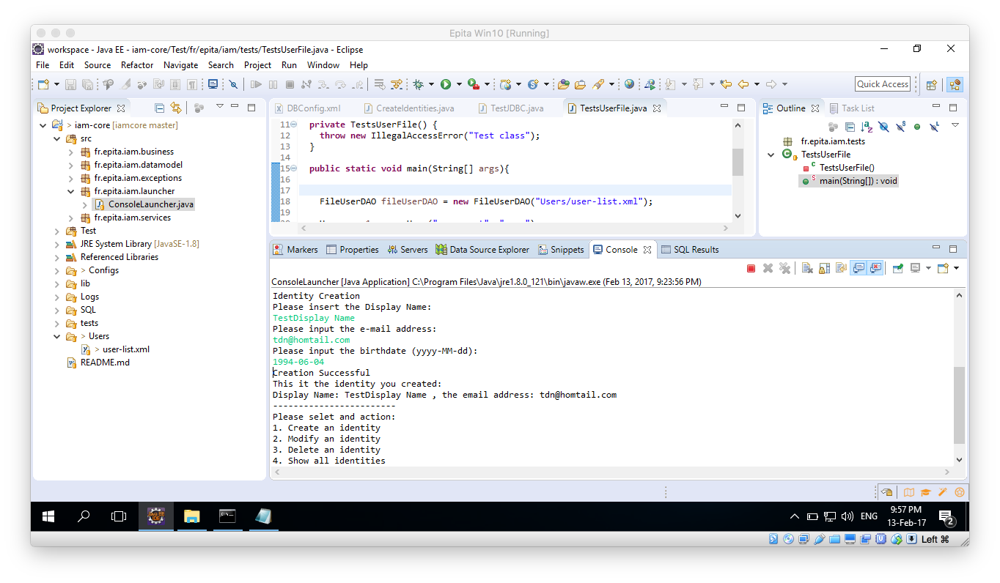 Epita Win10 [Running]
workspace - Java EE - iam-core/Test/fr/epita/iam/tests/TestsUserFile.java - Eclipse
File Edit Source Refactor Navigate Search Project Run Window Help
Quick Access
Project Explorer
> iam-core [iamcore master]
src
fr.epita.iam.business
fr.epita.iam.datamodel
fr.epita.iam.exceptions
fr.epita.iam.launcher
ConsoleLauncher.java
fr.epita.iam.services
Test
JRE System Library [JavaSE-1.8]
Referenced Libraries
> Configs
lib
Logs
SQL
tests
> Users
> user-list.xml
README.md
DBConfig.xml CreateIdentities.java TestJDBC.java TestsUserFile.java
11 private TestsUserFile() {
12 throw new IllegalAccessError("Test class");
13 }
14
15 public static void main(String[] args){
16
17
18 FileUserDAO fileUserDAO = new FileUserDAO("Users/user-list.xml");
19
Outline Task List
fr.epita.iam.tests
TestsUserFile
TestsUserFile()
main(String[]) : void
Markers Properties Servers Data Source Explorer Snippets Console SQL Results
ConsoleLauncher [Java Application] C:\Program Files\Java\jre1.8.0_121\bin\javaw.exe (Feb 13, 2017, 9:23:56 PM)
Identity Creation
Please insert the Display Name:
TestDisplay Name
Please input the e-mail address:
tdn@homtail.com
Please input the birthdate (yyyy-MM-dd):
1994-06-04
Creation Successful
This it the identity you created:
Display Name: TestDisplay Name , the email address: tdn@homtail.com
------------------------
Please selet and action:
1. Create an identity
2. Modify an identity
3. Delete an identity
4. Show all identities
ENG
9:57 PM
13-Feb-17
2
Left ⌘